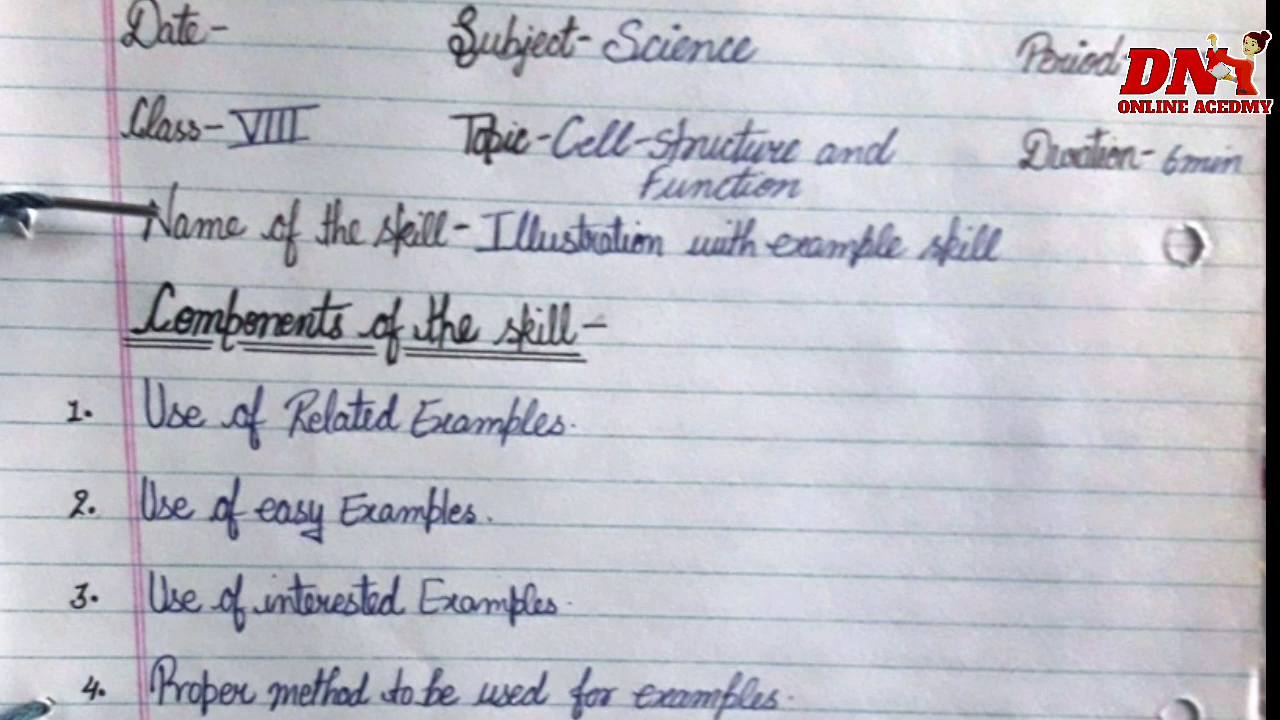 Date- Subject- Science Period-
DNY
ONLINE ACEDMY
Class- VIII Topic- Cell-Structure and Duration- 6min
Function
Name of the skill- Illustration with example skill
Components of the skill-
1. Use of Related Examples.
2. Use of easy Examples.
3. Use of interested Examples.
4. Proper method to be used for examples.